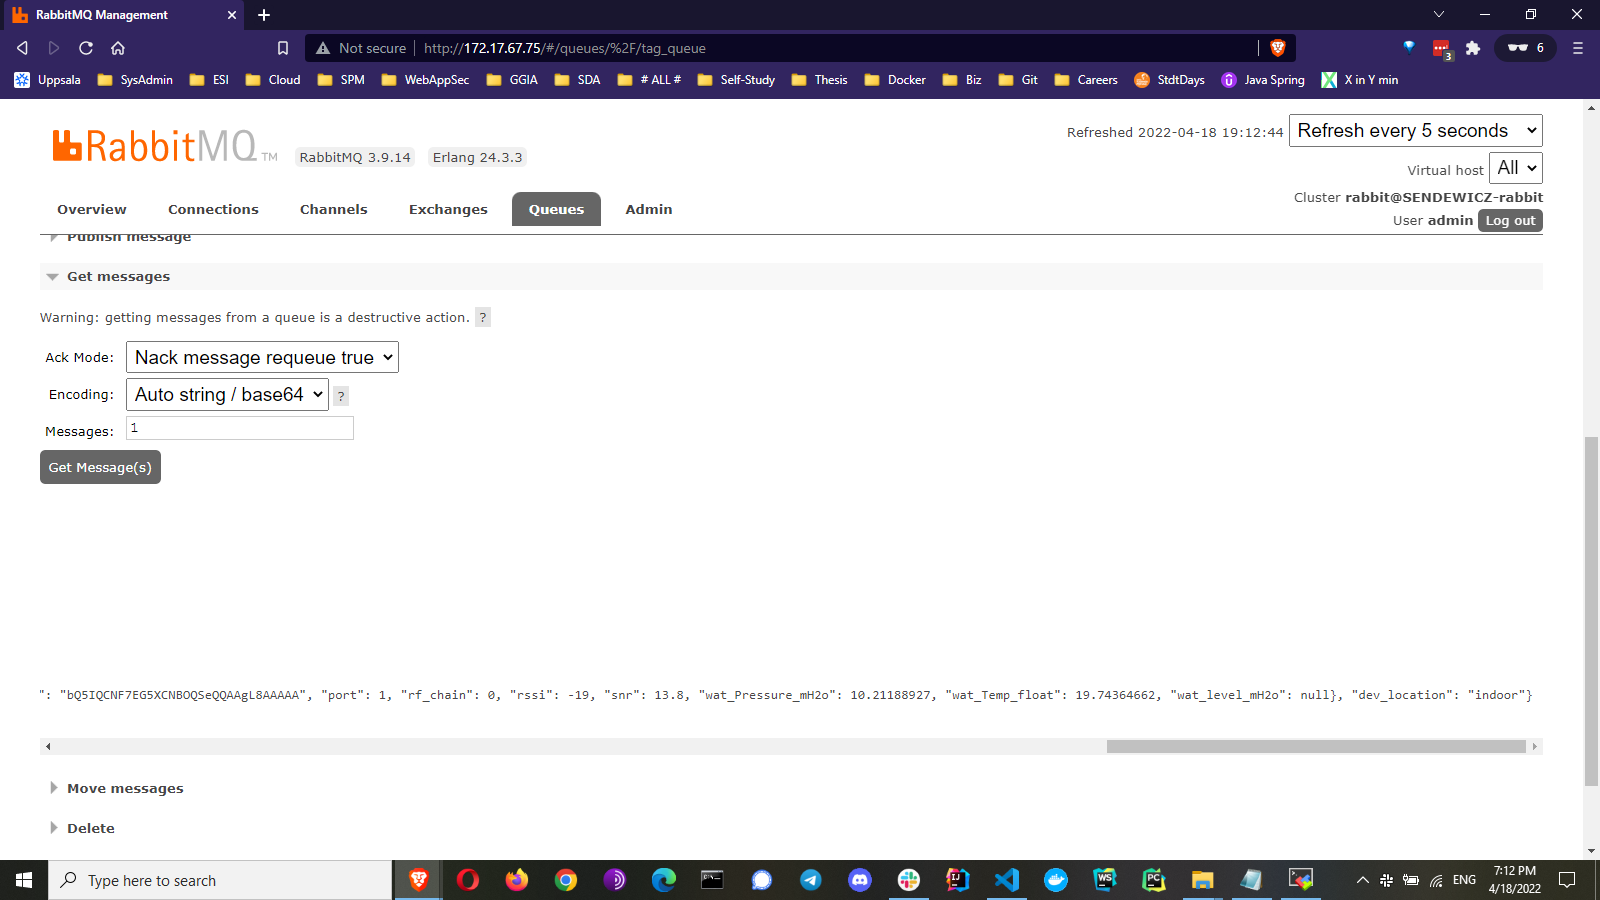 RabbitMQ Management
Not secure http://172.17.67.75/#/queues/%2F/tag_queue
3
6
Uppsala SysAdmin ESI Cloud SPM WebAppSec GGIA SDA # ALL # Self-Study Thesis Docker Biz Git Careers StdtDays Java Spring X in Y min
RabbitMQ TM RabbitMQ 3.9.14 Erlang 24.3.3
Refreshed 2022-04-18 19:12:44 Refresh every 5 seconds
Virtual host All
Cluster rabbit@SENDEWICZ-rabbit
User admin Log out
Overview Connections Channels Exchanges Queues Admin
Publish message
Get messages
Warning: getting messages from a queue is a destructive action. ?
Ack Mode: Nack message requeue true
Encoding: Auto string / base64 ?
Messages: 1
Get Message(s)
": "bQ5IQCNF7EG5XCNBOQSeQQAAgL8AAAAA", "port": 1, "rf_chain": 0, "rssi": -19, "snr": 13.8, "wat_Pressure_mH2o": 10.21188927, "wat_Temp_float": 19.74364662, "wat_level_mH2o": null}, "dev_location": "indoor"}
Move messages
Delete
Type here to search
IJ
WS
PC
ENG
7:12 PM
4/18/2022